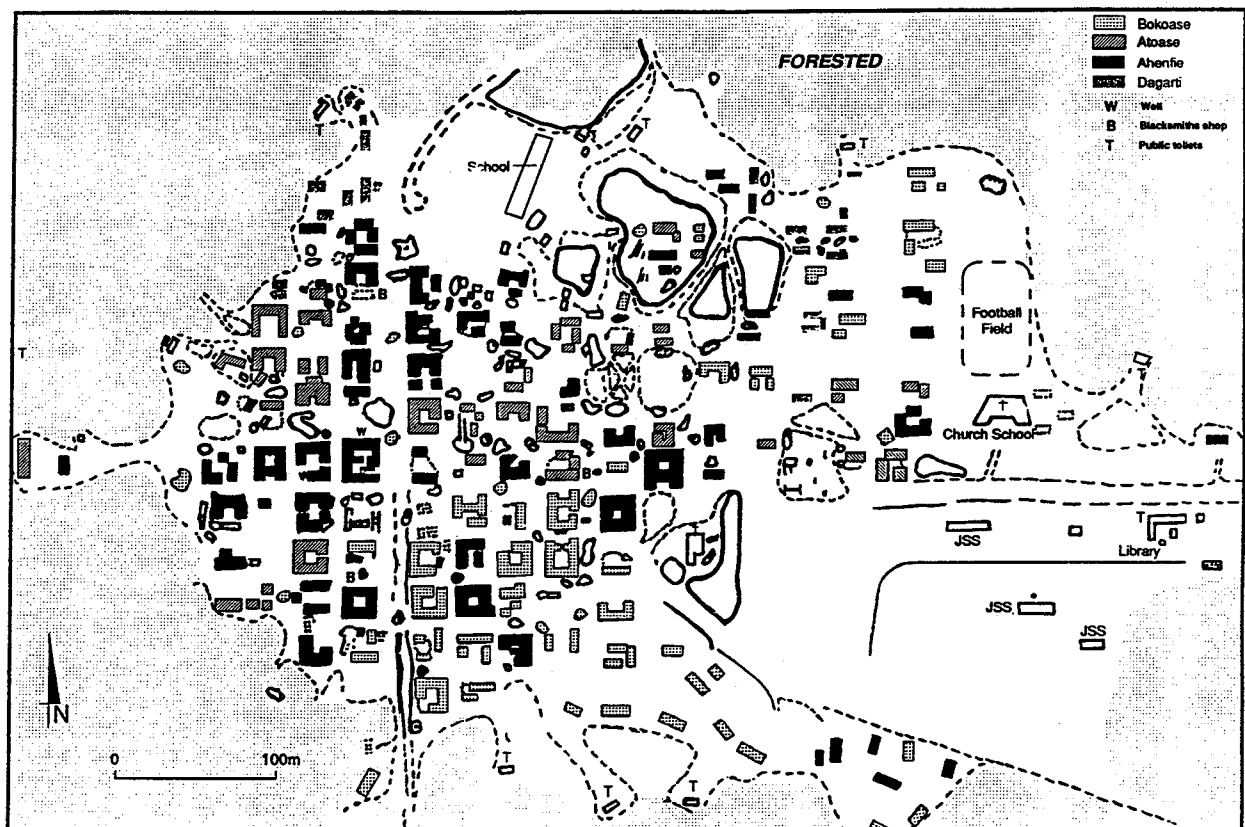 FORESTED
Bokoase
Atoase
Ahenfie
Dagarti
W Well
B Blacksmiths shop
T Public toilets
T
T
T
School
B
T
Football
Field
W
Church School
B
T
T
JSS
Library
B
JSS
JSS
N
0 100m
T
T
T